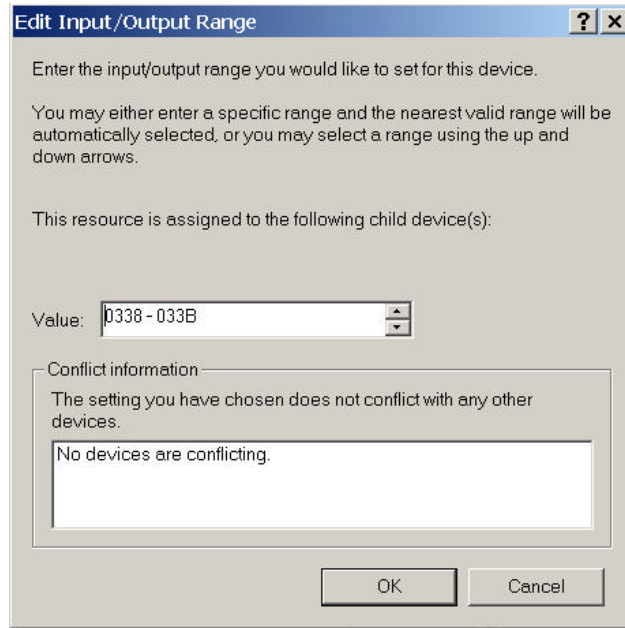 Edit Input/Output Range
Enter the input/output range you would like to set for this device.
You may either enter a specific range and the nearest valid range will be
automatically selected, or you may select a range using the up and
down arrows.
This resource is assigned to the following child device(s):
Value: 0338 - 033B
Conflict information
The setting you have chosen does not conflict with any other
devices.
No devices are conflicting.
OK Cancel